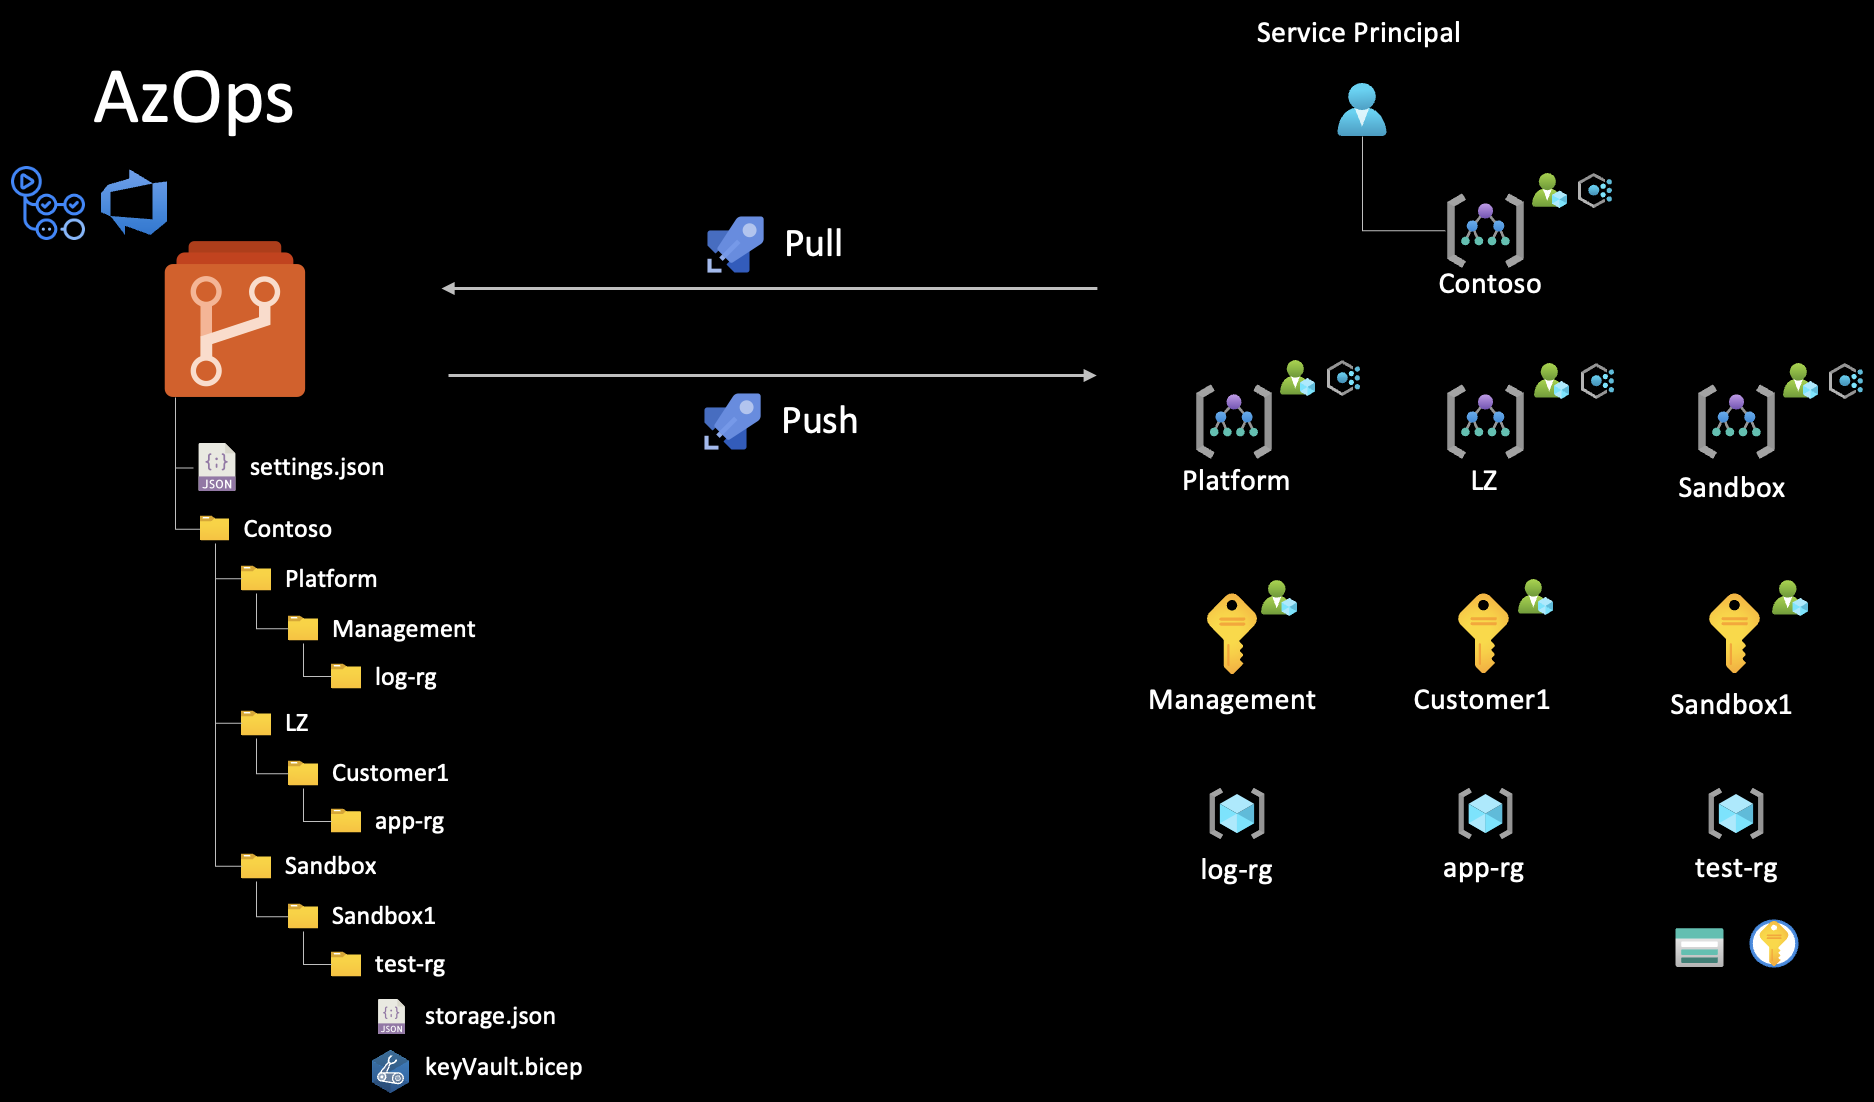 AzOps
Service Principal
Contoso
Pull
Push
Platform
LZ
Sandbox
Management
Customer1
Sandbox1
log-rg
app-rg
test-rg
{;}
JSON
settings.json
Contoso
Platform
Management
log-rg
LZ
Customer1
app-rg
Sandbox
Sandbox1
test-rg
{;}
JSON
storage.json
keyVault.bicep